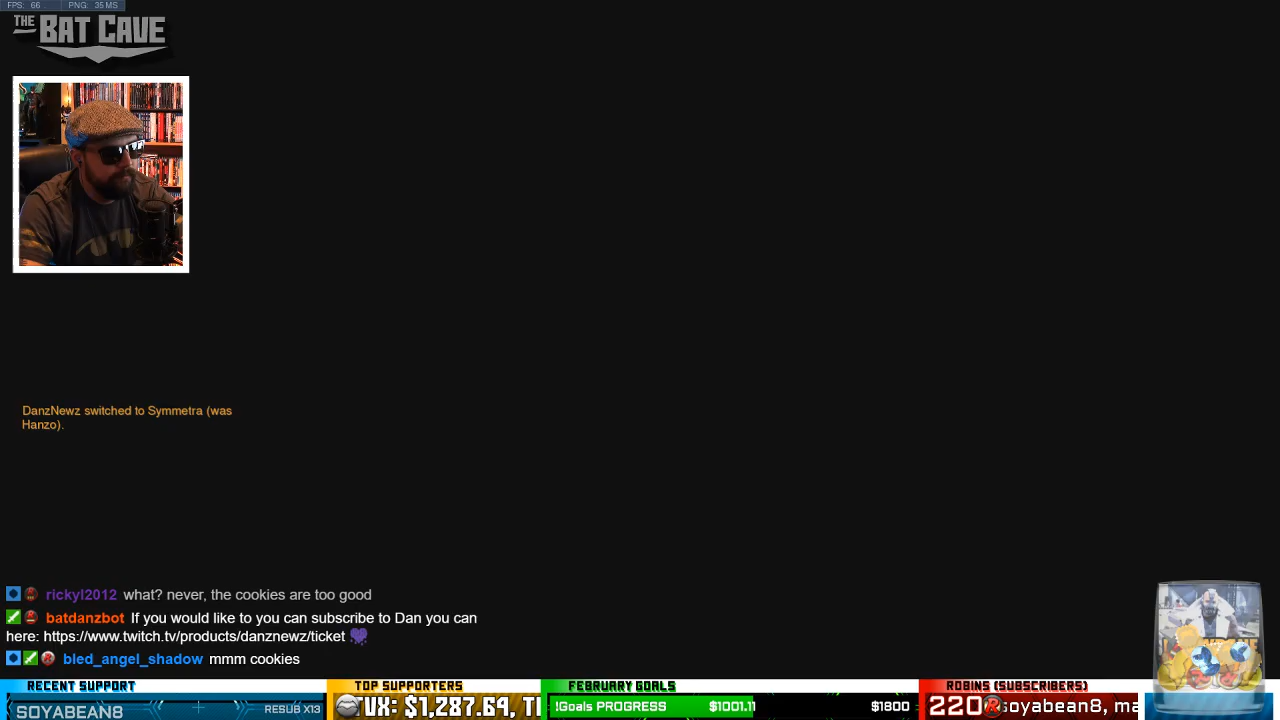 FPS: 66
PNG: 35 MS
THE
BAT CAVE
DanzNewz switched to Symmetra (was
Hanzo).
rickyl2012 what? never, the cookies are too good
batdanzbot If you would like to you can subscribe to Dan you can
here: https://www.twitch.tv/products/danznewz/ticket
bled_angel_shadow mmm cookies
RECENT SUPPORT
SOYABEAN8 RESUB X13
TOP SUPPORTERS
TVX: $1,287.69,
FEBRUARY GOALS
!Goals PROGRESS $1001.11 $1800
ROBINS (SUBSCRIBERS)
220 soyabean8, ma